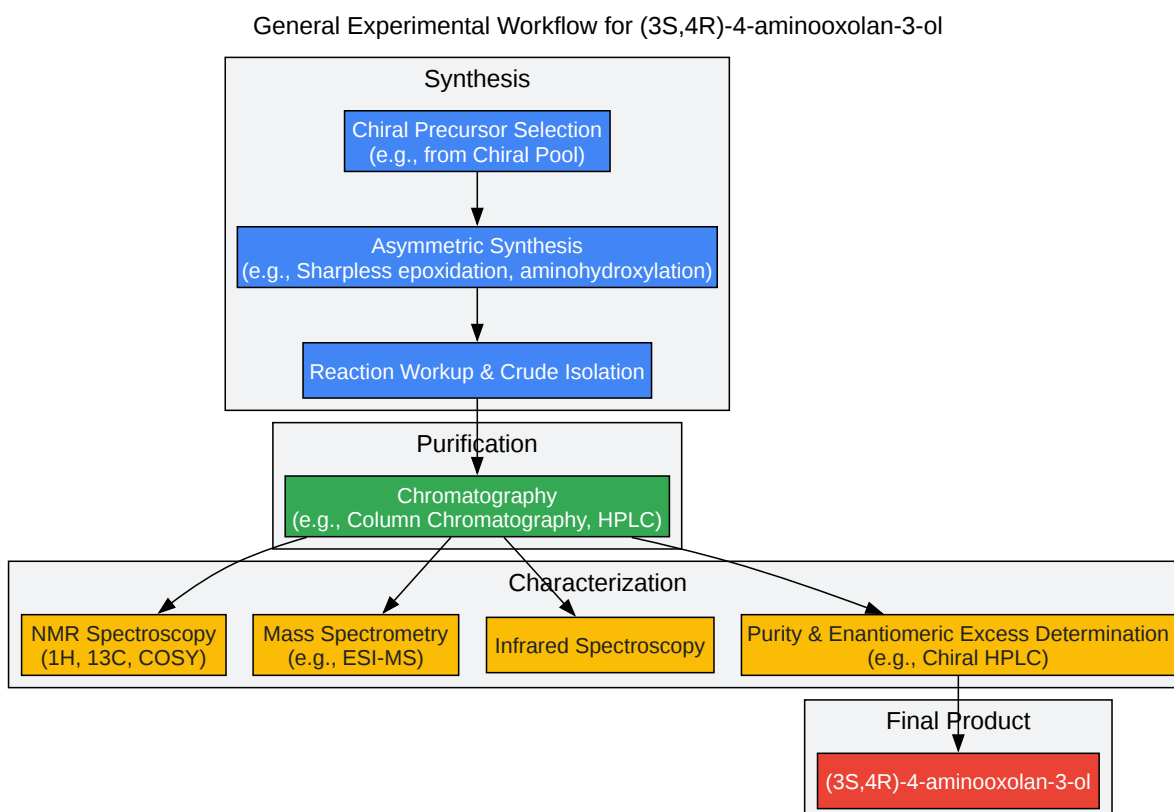 General Experimental Workflow for (3S,4R)-4-aminooxolan-3-ol
Synthesis
Chiral Precursor Selection
(e.g., from Chiral Pool)
Asymmetric Synthesis
(e.g., Sharpless epoxidation, aminohydroxylation)
Reaction Workup & Crude Isolation
Purification
Chromatography
(e.g., Column Chromatography, HPLC)
Characterization
NMR Spectroscopy
(1H, 13C, COSY)
Mass Spectrometry
(e.g., ESI-MS)
Infrared Spectroscopy
Purity & Enantiomeric Excess Determination
(e.g., Chiral HPLC)
Final Product
(3S,4R)-4-aminooxolan-3-ol